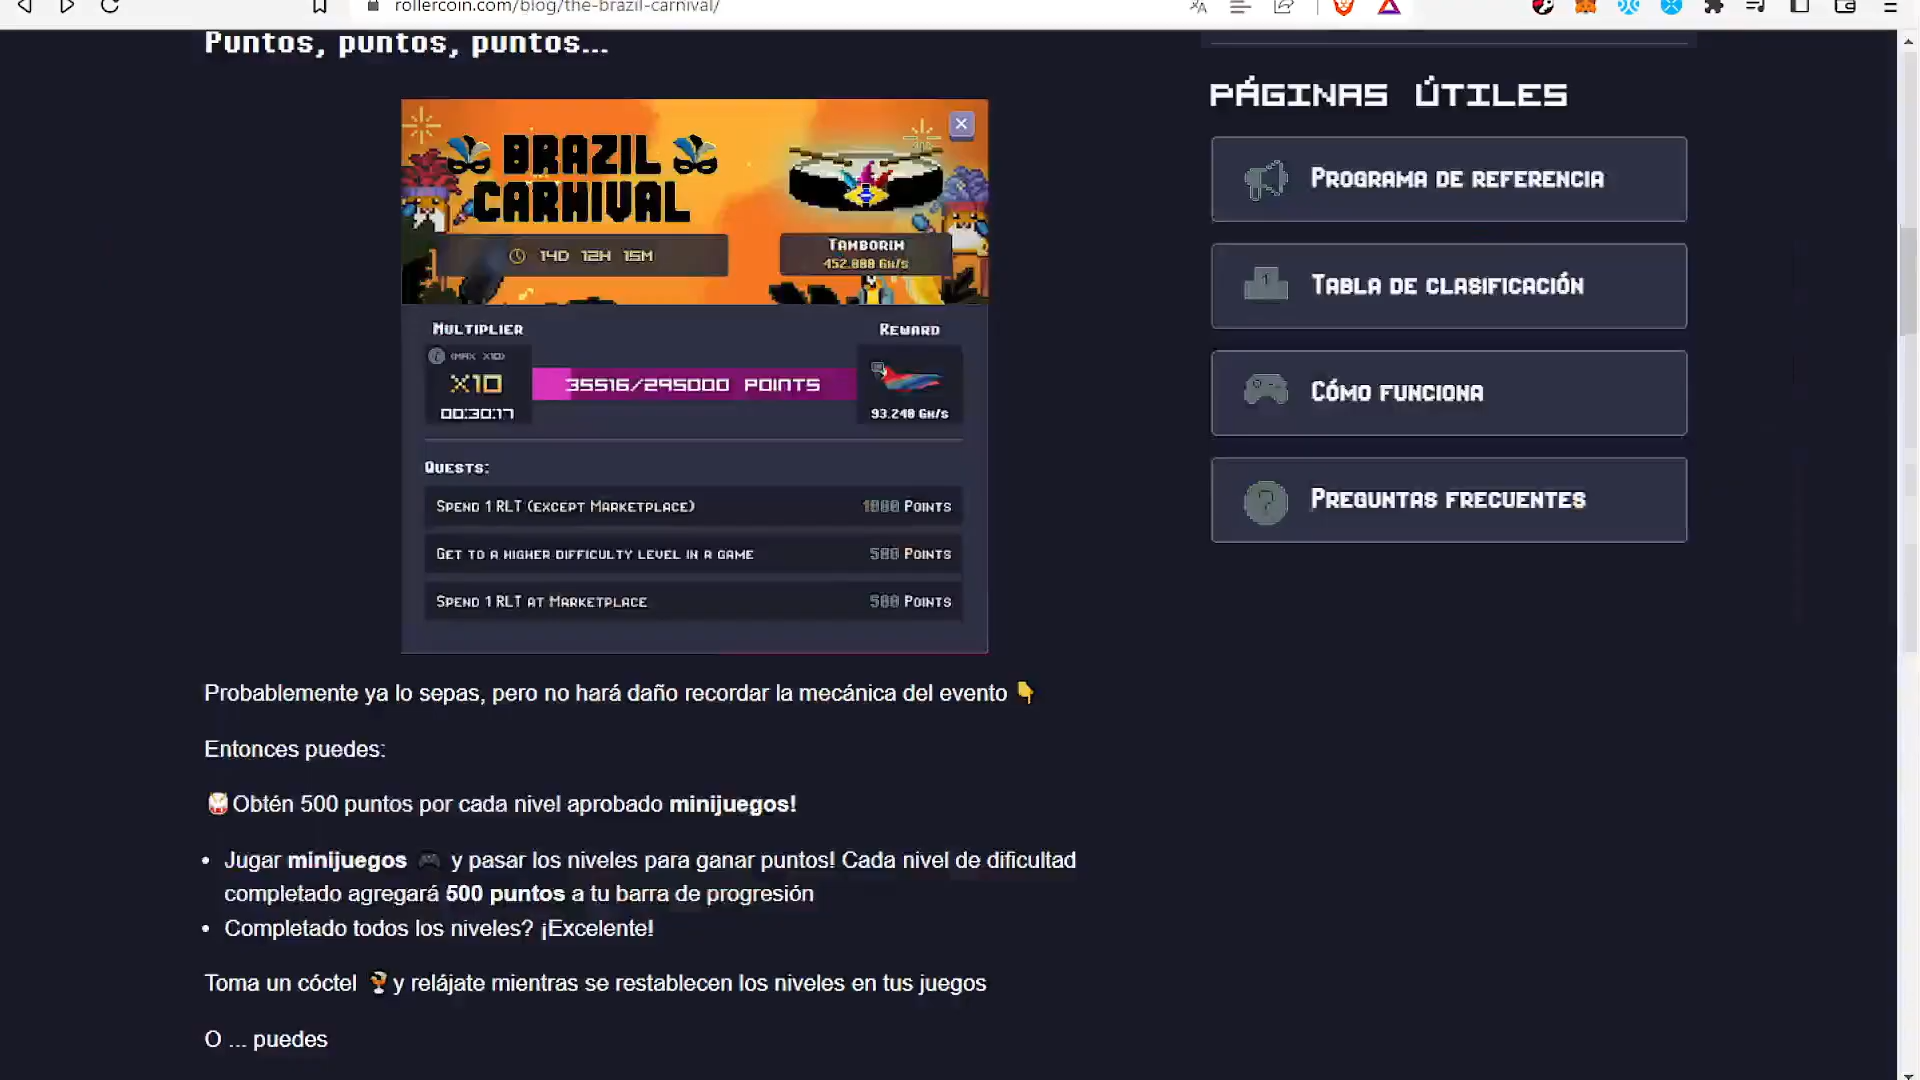 rollercoin.com/blog/the-brazil-carnival/
Puntos, puntos, puntos...
BRAZIL
CARNIVAL
14D 12H 15M
Tamborim
452.000 Gh/s
Multiplier
(max x10)
x10
00:30:17
35516/295000 POINTS
Reward
93.240 Gh/s
Quests:
Spend 1 RLT (except Marketplace)
1000 Points
Get to a higher difficulty level in a game
500 Points
Spend 1 RLT at Marketplace
500 Points
PÁGINAS ÚTILES
Programa de referencia
Tabla de clasificación
Cómo funciona
Preguntas frecuentes
Probablemente ya lo sepas, pero no hará daño recordar la mecánica del evento 👇
Entonces puedes:
🥁Obtén 500 puntos por cada nivel aprobado minijuegos!
• Jugar minijuegos 🎮 y pasar los niveles para ganar puntos! Cada nivel de dificultad
completado agregará 500 puntos a tu barra de progresión
• Completado todos los niveles? ¡Excelente!
Toma un cóctel 🍹y relájate mientras se restablecen los niveles en tus juegos
O ... puedes